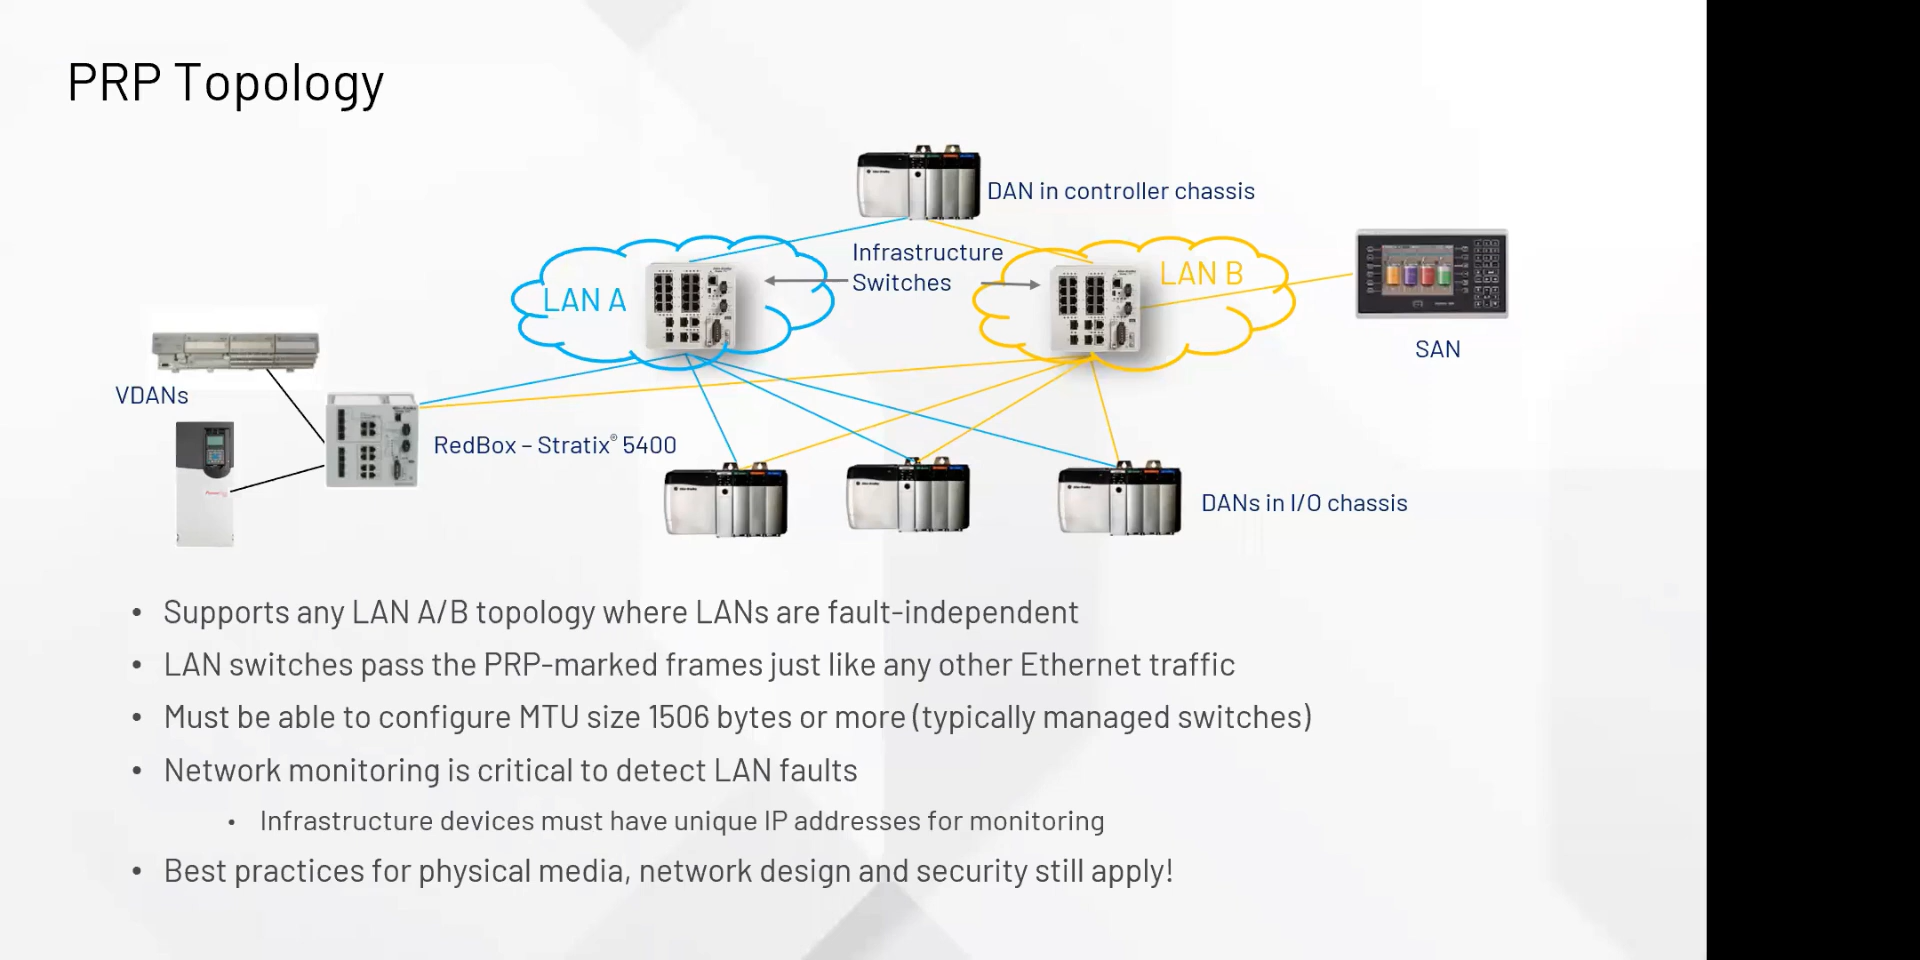 PRP Topology
DAN in controller chassis
Infrastructure
Switches
LAN A
LAN B
SAN
VDANs
RedBox – Stratix® 5400
DANs in I/O chassis
• Supports any LAN A/B topology where LANs are fault-independent
• LAN switches pass the PRP-marked frames just like any other Ethernet traffic
• Must be able to configure MTU size 1506 bytes or more (typically managed switches)
• Network monitoring is critical to detect LAN faults
• Infrastructure devices must have unique IP addresses for monitoring
• Best practices for physical media, network design and security still apply!